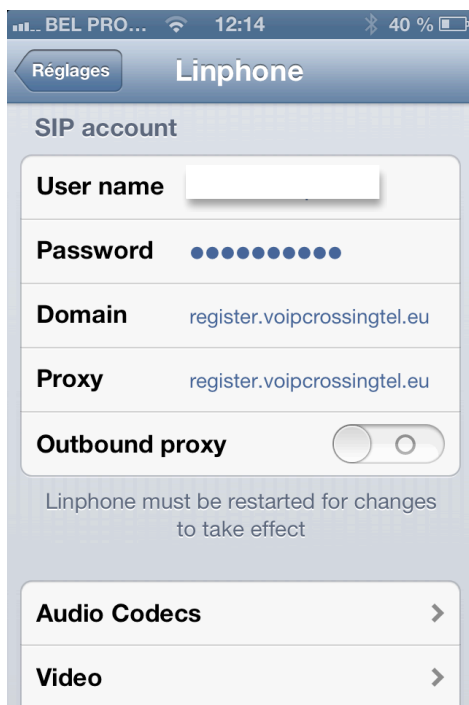 BEL PRO... 12:14 40 %
Réglages Linphone
SIP account
User name
Password ●●●●●●●●●●
Domain register.voipcrossingtel.eu
Proxy register.voipcrossingtel.eu
Outbound proxy
Linphone must be restarted for changes
to take effect
Audio Codecs
Video